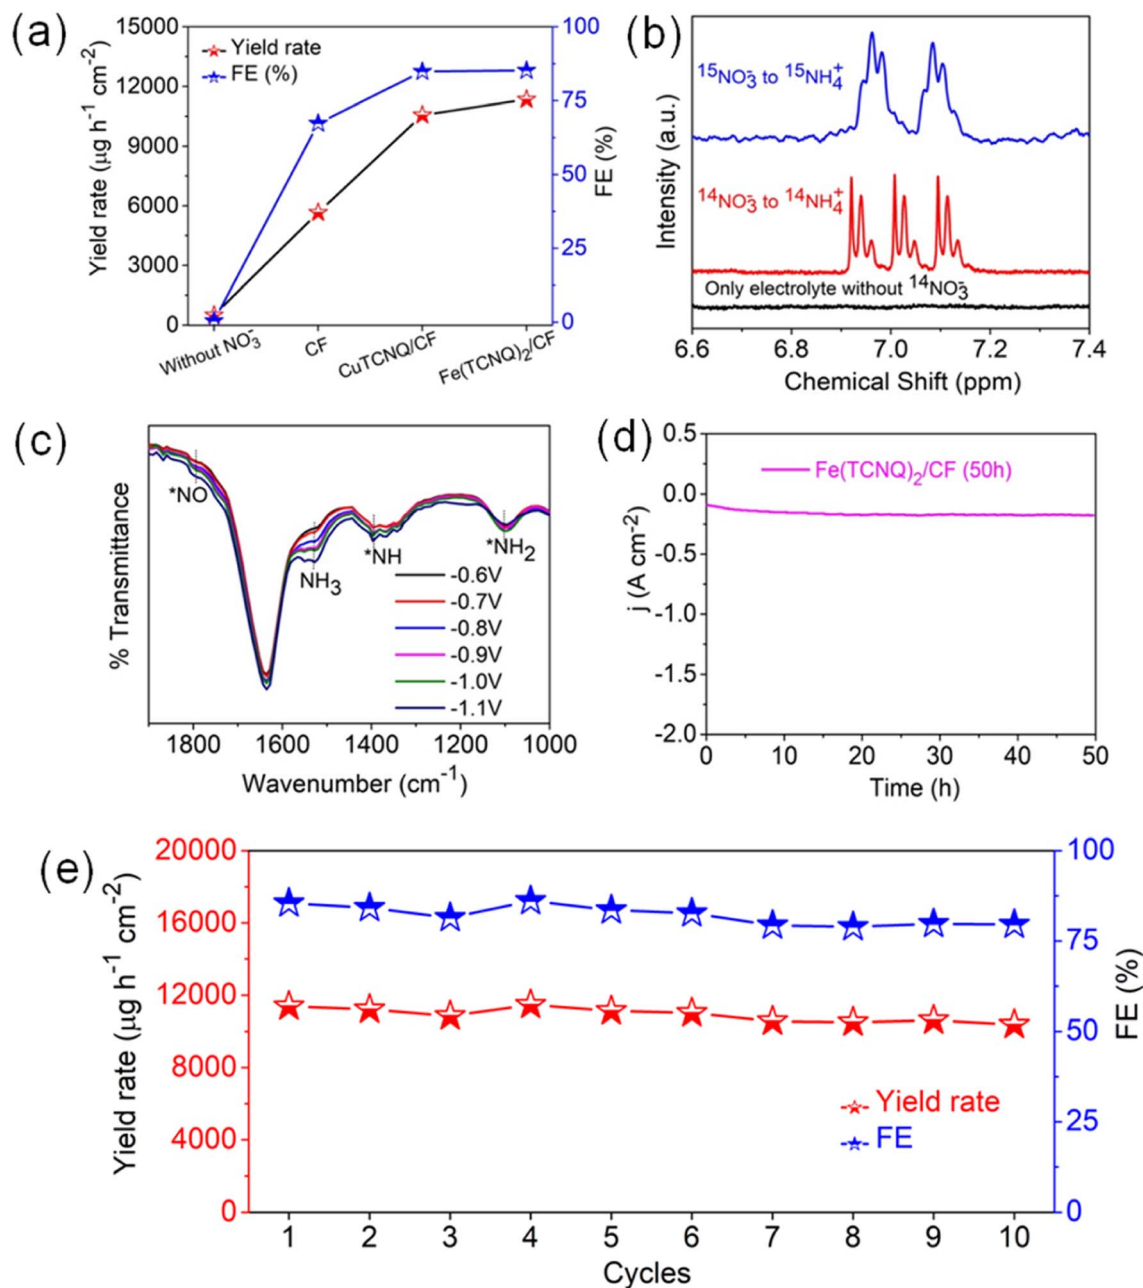 (a)
15000
12000
9000
6000
3000
0
Yield rate (μg h⁻¹ cm⁻²)
Yield rate
FE (%)
100
75
50
25
0
FE (%)
Without NO₃⁻
CF
CuTCNQ/CF
Fe(TCNQ)₂/CF
(b)
Intensity (a.u.)
¹⁵NO₃⁻ to ¹⁵NH₄⁺
¹⁴NO₃⁻ to ¹⁴NH₄⁺
Only electrolyte without ¹⁴NO₃⁻
6.6 6.8 7.0 7.2 7.4
Chemical Shift (ppm)
(c)
% Transmittance
*NO
NH₃
*NH
*NH₂
-0.6V
-0.7V
-0.8V
-0.9V
-1.0V
-1.1V
1800 1600 1400 1200 1000
Wavenumber (cm⁻¹)
(d)
j (A cm⁻²)
0.5
0.0
-0.5
-1.0
-1.5
-2.0
Fe(TCNQ)₂/CF (50h)
0 10 20 30 40 50
Time (h)
(e)
Yield rate (μg h⁻¹ cm⁻²)
20000
16000
12000
8000
4000
0
Yield rate
FE
100
75
50
25
0
FE (%)
1 2 3 4 5 6 7 8 9 10
Cycles